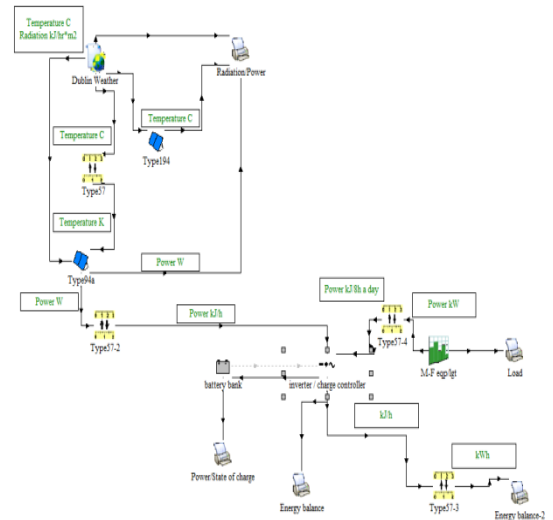 Temperature C
Radiation kJ/hr*m2
Dublin Weather
Radiation/Power
Temperature C
Temperature C
Type194
Type57
Temperature K
Power W
Type94a
Power W
Power kJ/h
Power kJ/8h a day
Power kW
Type57-2
Type57-4
M-F eqp/lgt
Load
battery bank
inverter / charge controller
kJ/h
kWh
Power/State of charge
Energy balance
Type57-3
Energy balance-2